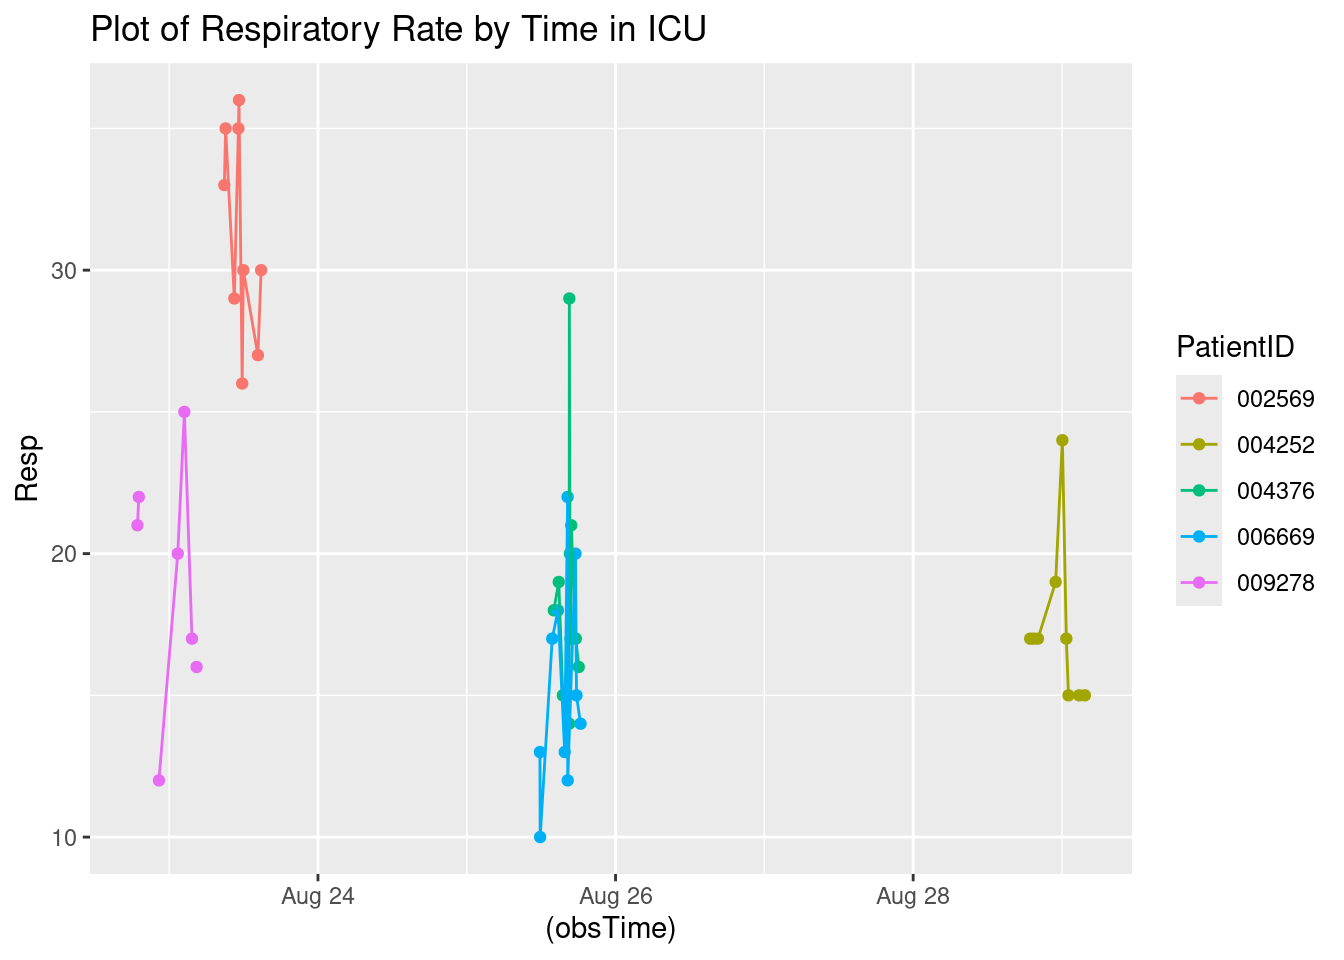 Plot of Respiratory Rate by Time in ICU
30
20
10
Resp
Aug 24
Aug 26
Aug 28
(obsTime)
PatientID
002569
004252
004376
006669
009278